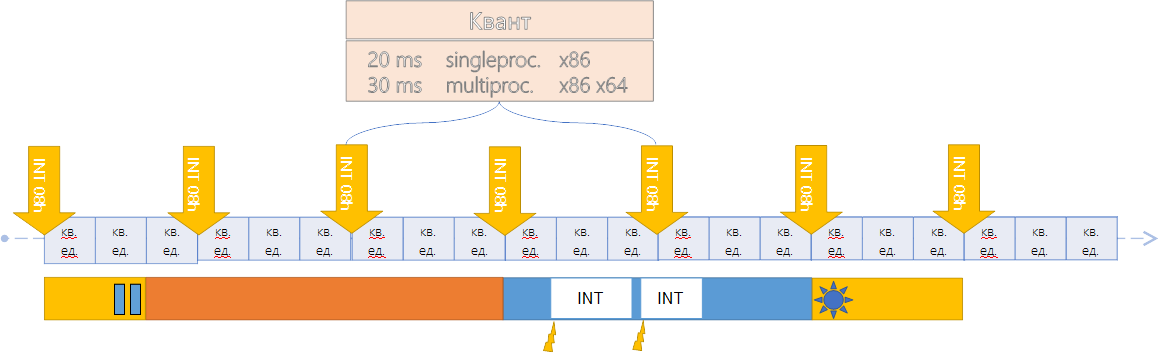 Квант
20 ms singleproc. x86
30 ms multiproc. x86 x64
INT 08h
INT 08h
INT 08h
INT 08h
INT 08h
INT 08h
INT 08h
кв. кв. кв. кв. кв. кв. кв. кв. кв. кв. кв. кв. кв. кв. кв. кв. кв. кв. кв. кв. кв.
ед. ед. ед. ед. ед. ед. ед. ед. ед. ед. ед. ед. ед. ед. ед. ед. ед. ед. ед. ед. ед.
INT INT